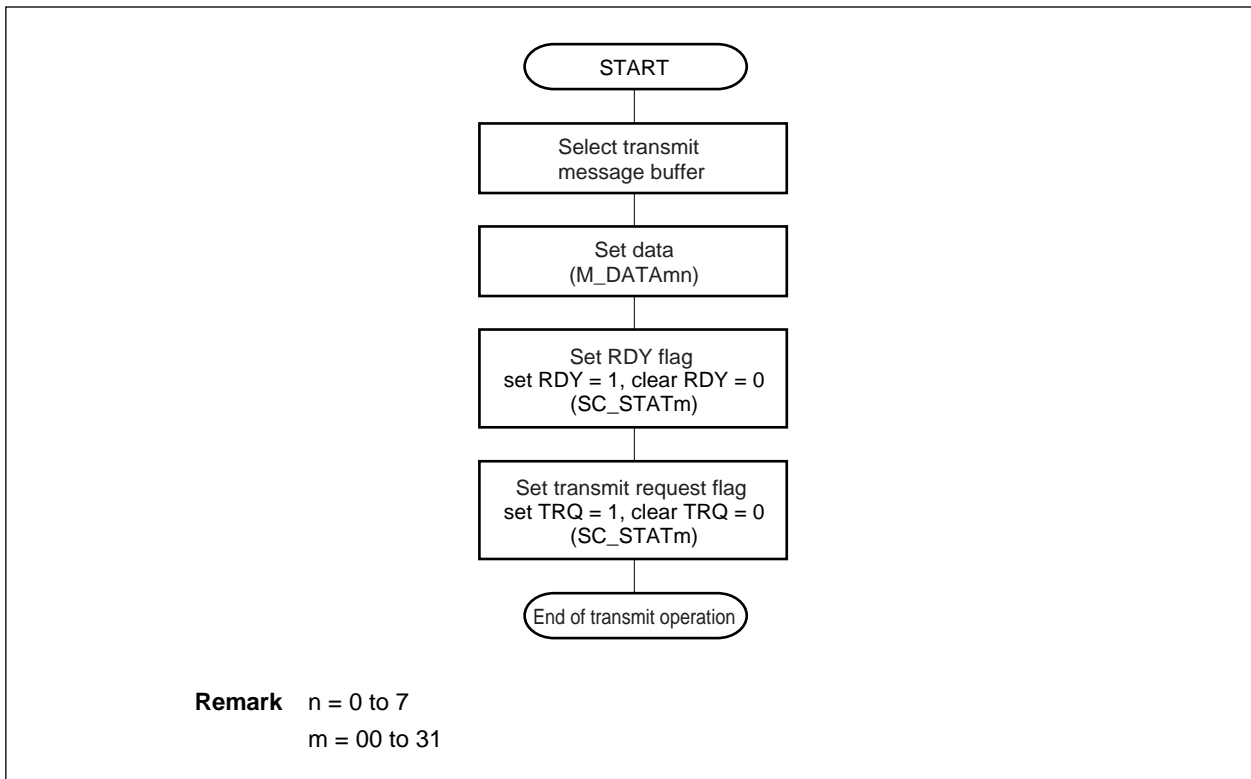 START
Select transmit
message buffer
Set data
(M_DATAmn)
Set RDY flag
set RDY = 1, clear RDY = 0
(SC_STATm)
Set transmit request flag
set TRQ = 1, clear TRQ = 0
(SC_STATm)
End of transmit operation
Remark n = 0 to 7
m = 00 to 31